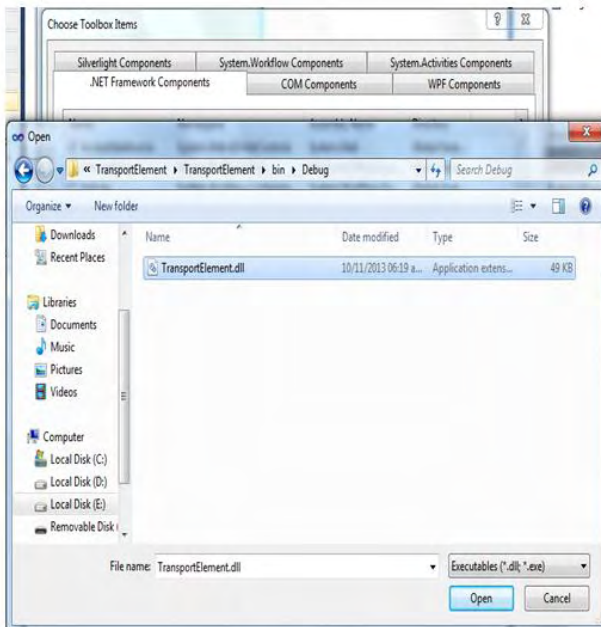 Choose Toolbox Items
Silverlight Components System.Workflow Components System.Activities Components
.NET Framework Components COM Components WPF Components
Open
« TransportElement TransportElement bin Debug Search Debug
Organize New folder
Downloads
Recent Places
Libraries
Documents
Music
Pictures
Videos
Computer
Local Disk (C:)
Local Disk (D:)
Local Disk (E:)
Removable Disk
Name Date modified Type Size
TransportElement.dll 10/11/2013 06:19 a... Application extens... 49 KB
File name: TransportElement.dll Executables (*.dll; *.exe)
Open Cancel